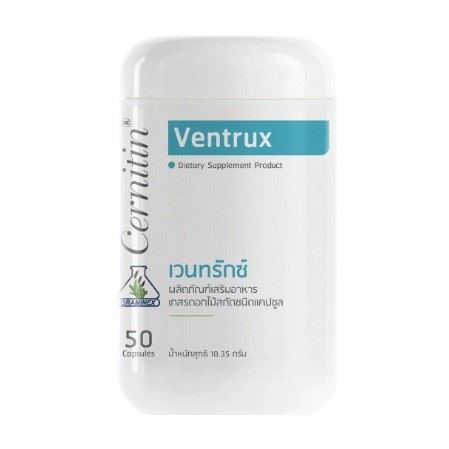 Cernitin®
Ventrux
Dietary Supplement Product
เวนทรักซ์
ผลิตภัณฑ์เสริมอาหาร
เกสรดอกไม้สกัดชนิดแคปซูล
GRAMINEX
50
Capsules
น้ำหนักสุทธิ 10.35 กรัม